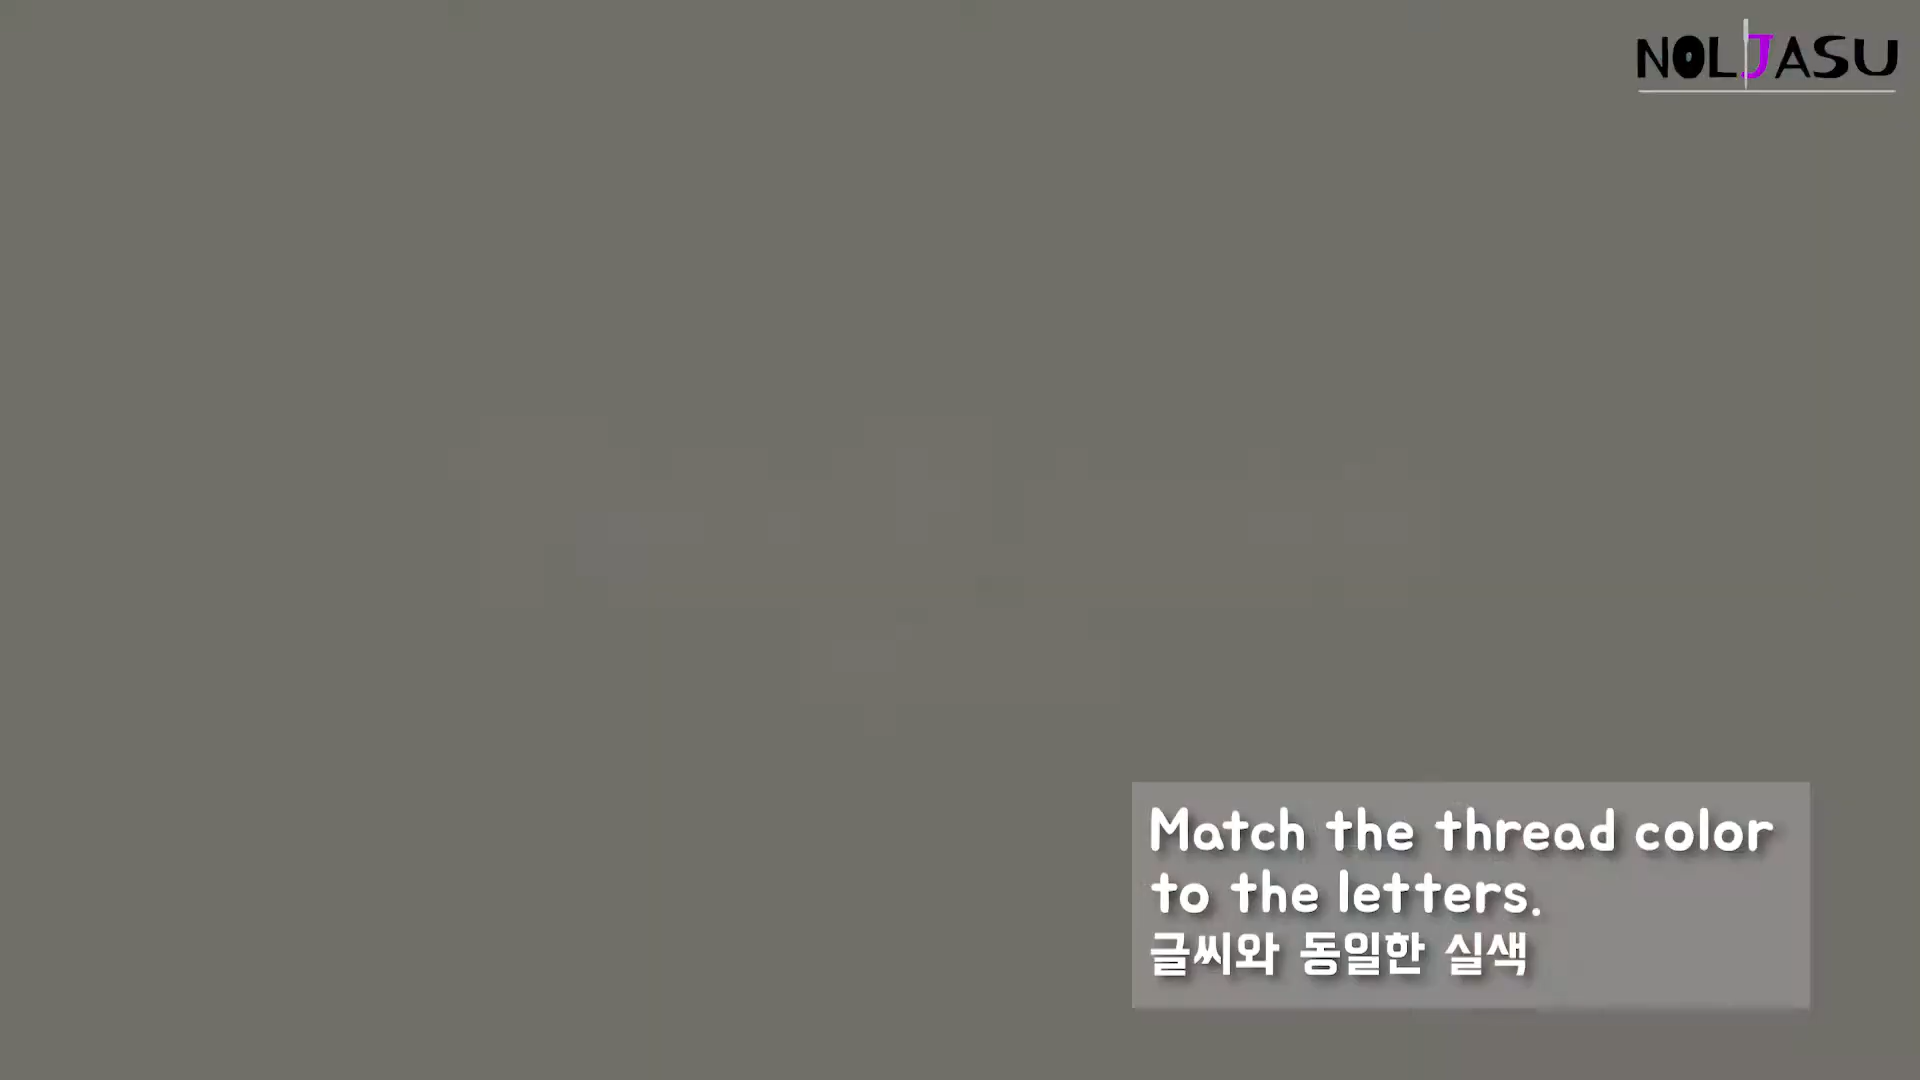 NOLJASU
Match the thread color
to the letters.
글씨와 동일한 실색